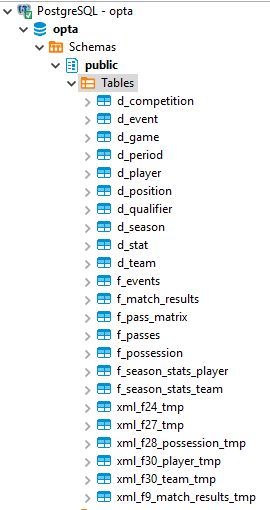 PostgreSQL - opta
opta
Schemas
public
Tables
d_competition
d_event
d_game
d_period
d_player
d_position
d_qualifier
d_season
d_stat
d_team
f_events
f_match_results
f_pass_matrix
f_passes
f_possession
f_season_stats_player
f_season_stats_team
xml_f24_tmp
xml_f27_tmp
xml_f28_possession_tmp
xml_f30_player_tmp
xml_f30_team_tmp
xml_f9_match_results_tmp